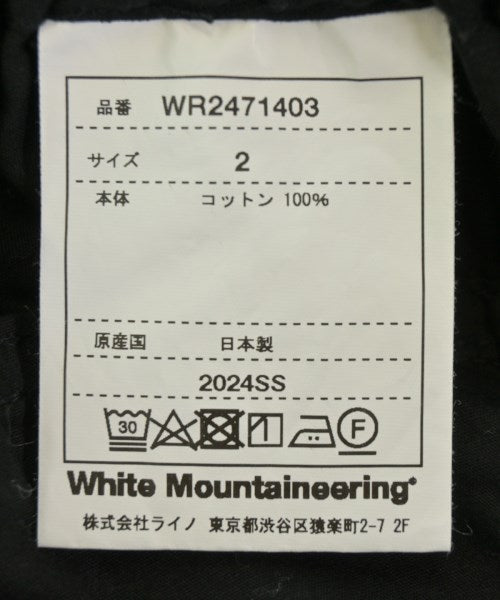 品番 WR2471403
サイズ 2
本体 コットン 100%
原産国 日本製
2024SS
30 F
White Mountaineering®
株式会社ライノ 東京都渋谷区猿楽町2-7 2F